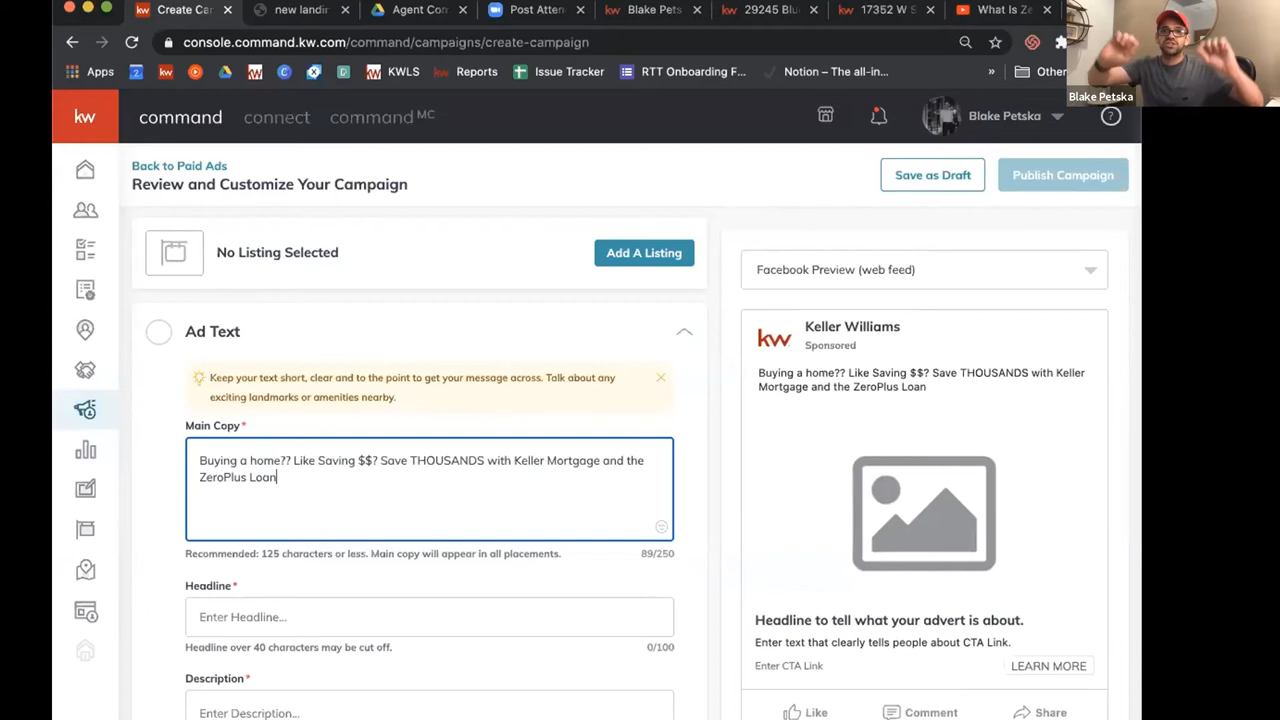 Create Car
new landir
Agent Com
Post Atten
Blake Pets
29245 Blu
17352 W S
What Is Ze
console.command.kw.com/command/campaigns/create-campaign
Apps
2
kw
C
KWLS
Reports
Issue Tracker
RTT Onboarding F...
Notion – The all-in...
»
Other
Blake Petska
kw
command
connect
command MC
Blake Petska
?
Back to Paid Ads
Review and Customize Your Campaign
Save as Draft
Publish Campaign
No Listing Selected
Add A Listing
Ad Text
Keep your text short, clear and to the point to get your message across. Talk about any
exciting landmarks or amenities nearby.
Main Copy*
Buying a home?? Like Saving $$? Save THOUSANDS with Keller Mortgage and the
ZeroPlus Loan
Recommended: 125 characters or less. Main copy will appear in all placements.
89/250
Headline*
Enter Headline...
Headline over 40 characters may be cut off.
0/100
Description*
Enter Description...
Facebook Preview (web feed)
kw
Keller Williams
Sponsored
Buying a home?? Like Saving $$? Save THOUSANDS with Keller
Mortgage and the ZeroPlus Loan
Headline to tell what your advert is about.
Enter text that clearly tells people about CTA Link.
Enter CTA Link
LEARN MORE
Like
Comment
Share